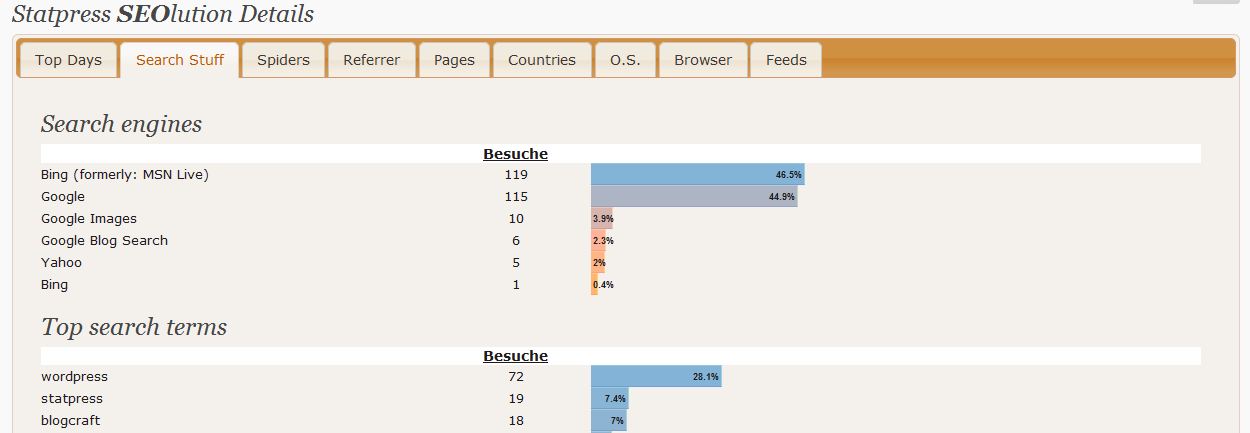 Statpress SEOlution Details
Top Days Search Stuff Spiders Referrer Pages Countries O.S. Browser Feeds
Search engines
Besuche
Bing (formerly: MSN Live) 119 46.5%
Google 115 44.9%
Google Images 10 3.9%
Google Blog Search 6 2.3%
Yahoo 5 2%
Bing 1 0.4%
Top search terms
Besuche
wordpress 72 28.1%
statpress 19 7.4%
blogcraft 18 7%